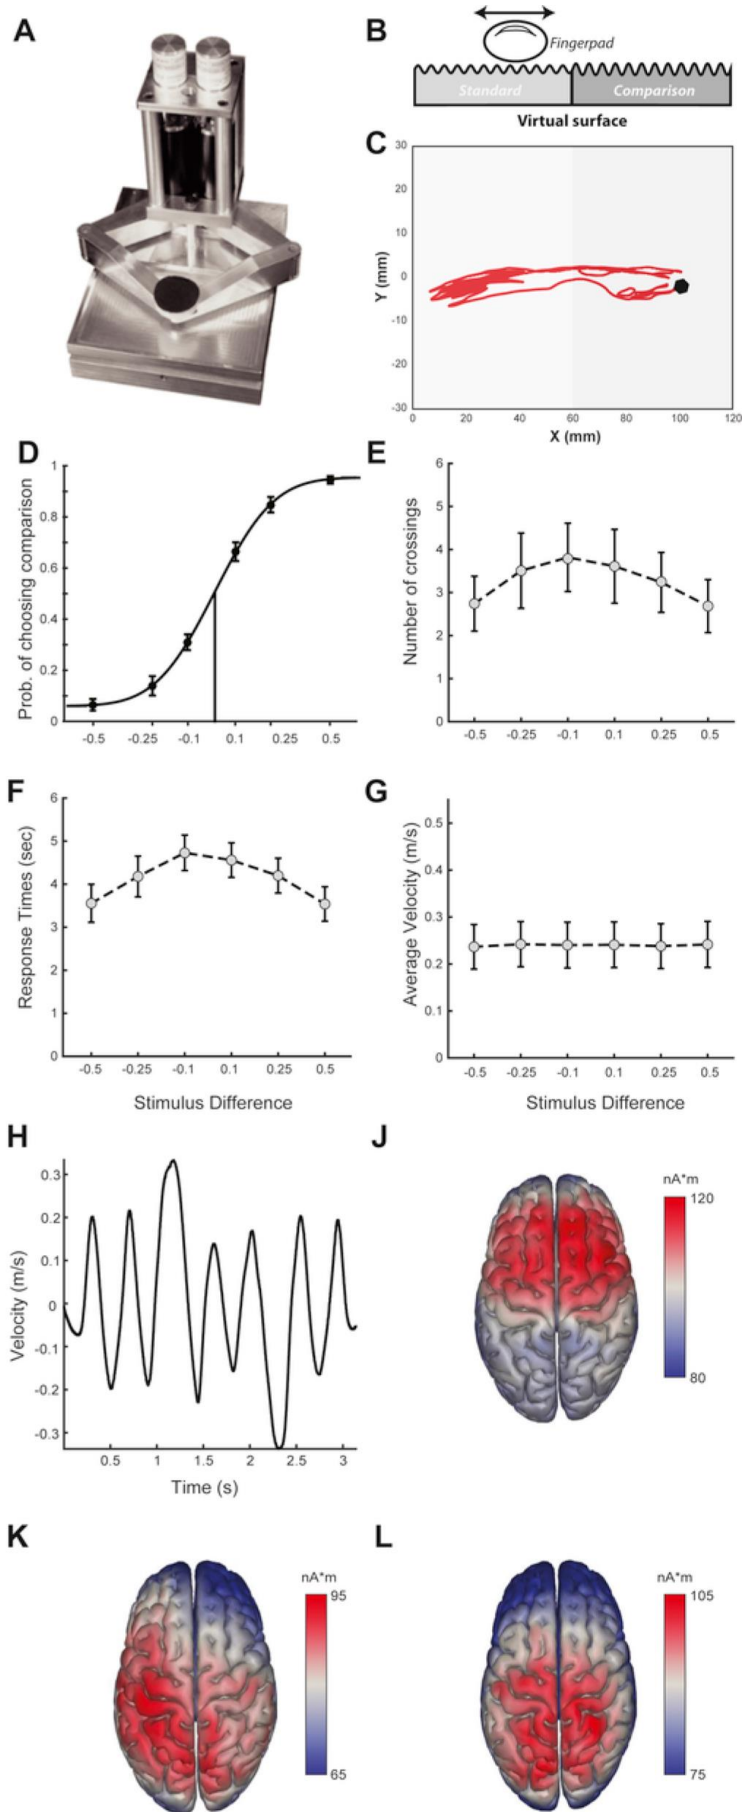 A
B
Fingerpad
Standard
Comparison
Virtual surface
C
30
20
10
0
-10
-20
-30
Y (mm)
0
20
40
60
80
100
120
X (mm)
D
1
0.8
0.6
0.4
0.2
0
Prob. of choosing comparison
-0.5
-0.25
-0.1
0.1
0.25
0.5
E
6
5
4
3
2
1
0
Number of crossings
-0.5
-0.25
-0.1
0.1
0.25
0.5
F
6
5
4
3
2
1
0
Response Times (sec)
-0.5
-0.25
-0.1
0.1
0.25
0.5
Stimulus Difference
G
0.5
0.4
0.3
0.2
0.1
0
Average Velocity (m/s)
-0.5
-0.25
-0.1
0.1
0.25
0.5
Stimulus Difference
H
0.3
0.2
0.1
0
-0.1
-0.2
-0.3
Velocity (m/s)
0.5
1
1.5
2
2.5
3
Time (s)
J
nA*m
120
80
K
nA*m
95
65
L
nA*m
105
75